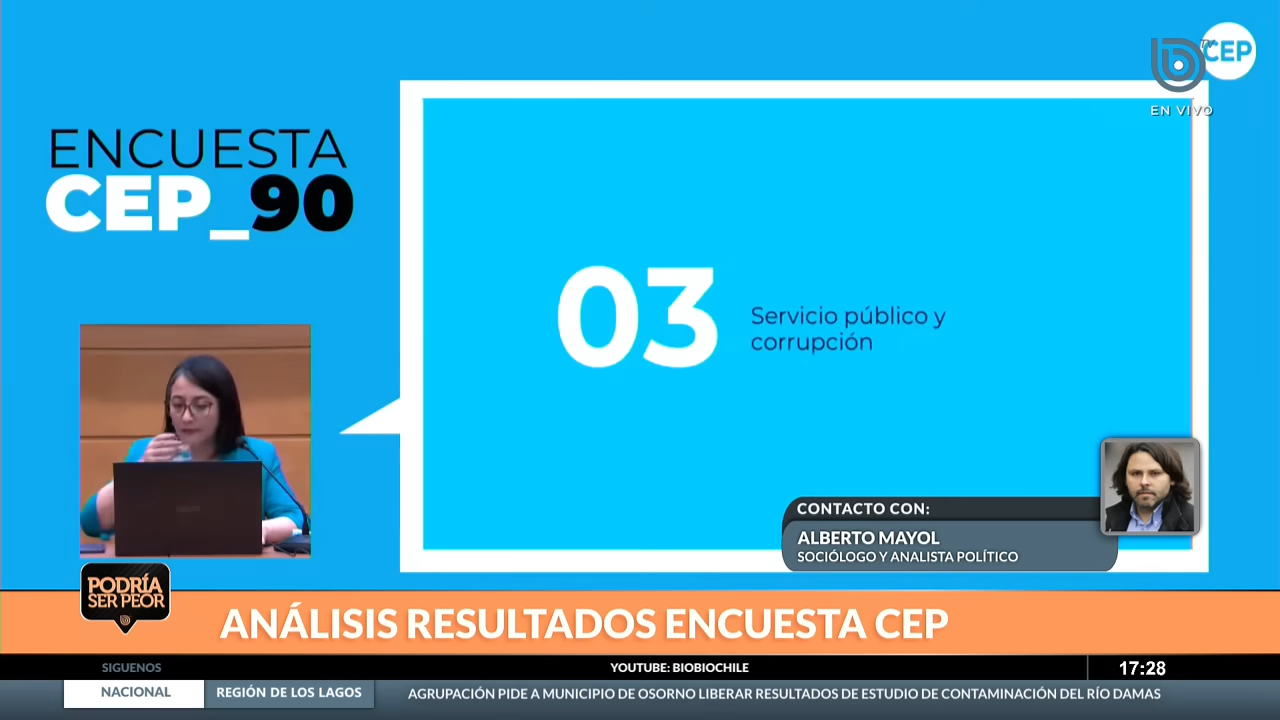 CEP
EN VIVO
ENCUESTA
CEP_90
03
Servicio público y
corrupción
CONTACTO CON:
ALBERTO MAYOL
SOCIÓLOGO Y ANALISTA POLÍTICO
PODRÍA
SER PEOR
ANÁLISIS RESULTADOS ENCUESTA CEP
SIGUENOS
YOUTUBE: BIOBIOCHILE
17:28
NACIONAL
REGIÓN DE LOS LAGOS
AGRUPACIÓN PIDE A MUNICIPIO DE OSORNO LIBERAR RESULTADOS DE ESTUDIO DE CONTAMINACIÓN DEL RÍO DAMAS